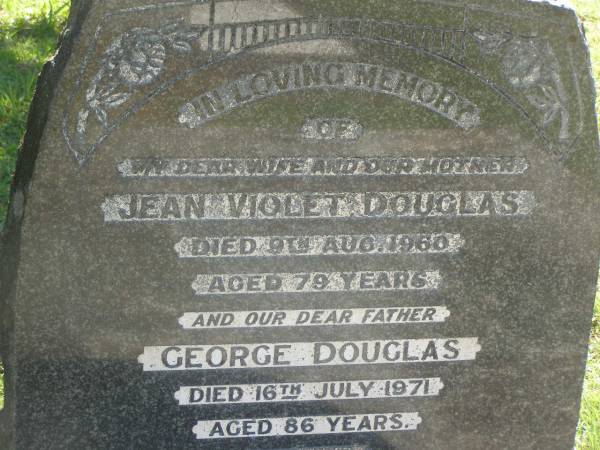 IN LOVING MEMORY
OF
MY DEAR WIFE AND OUR MOTHER
JEAN VIOLET DOUGLAS
DIED 9TH AUG. 1960
AGED 79 YEARS
AND OUR DEAR FATHER
GEORGE DOUGLAS
DIED 16TH JULY 1971
AGED 86 YEARS.